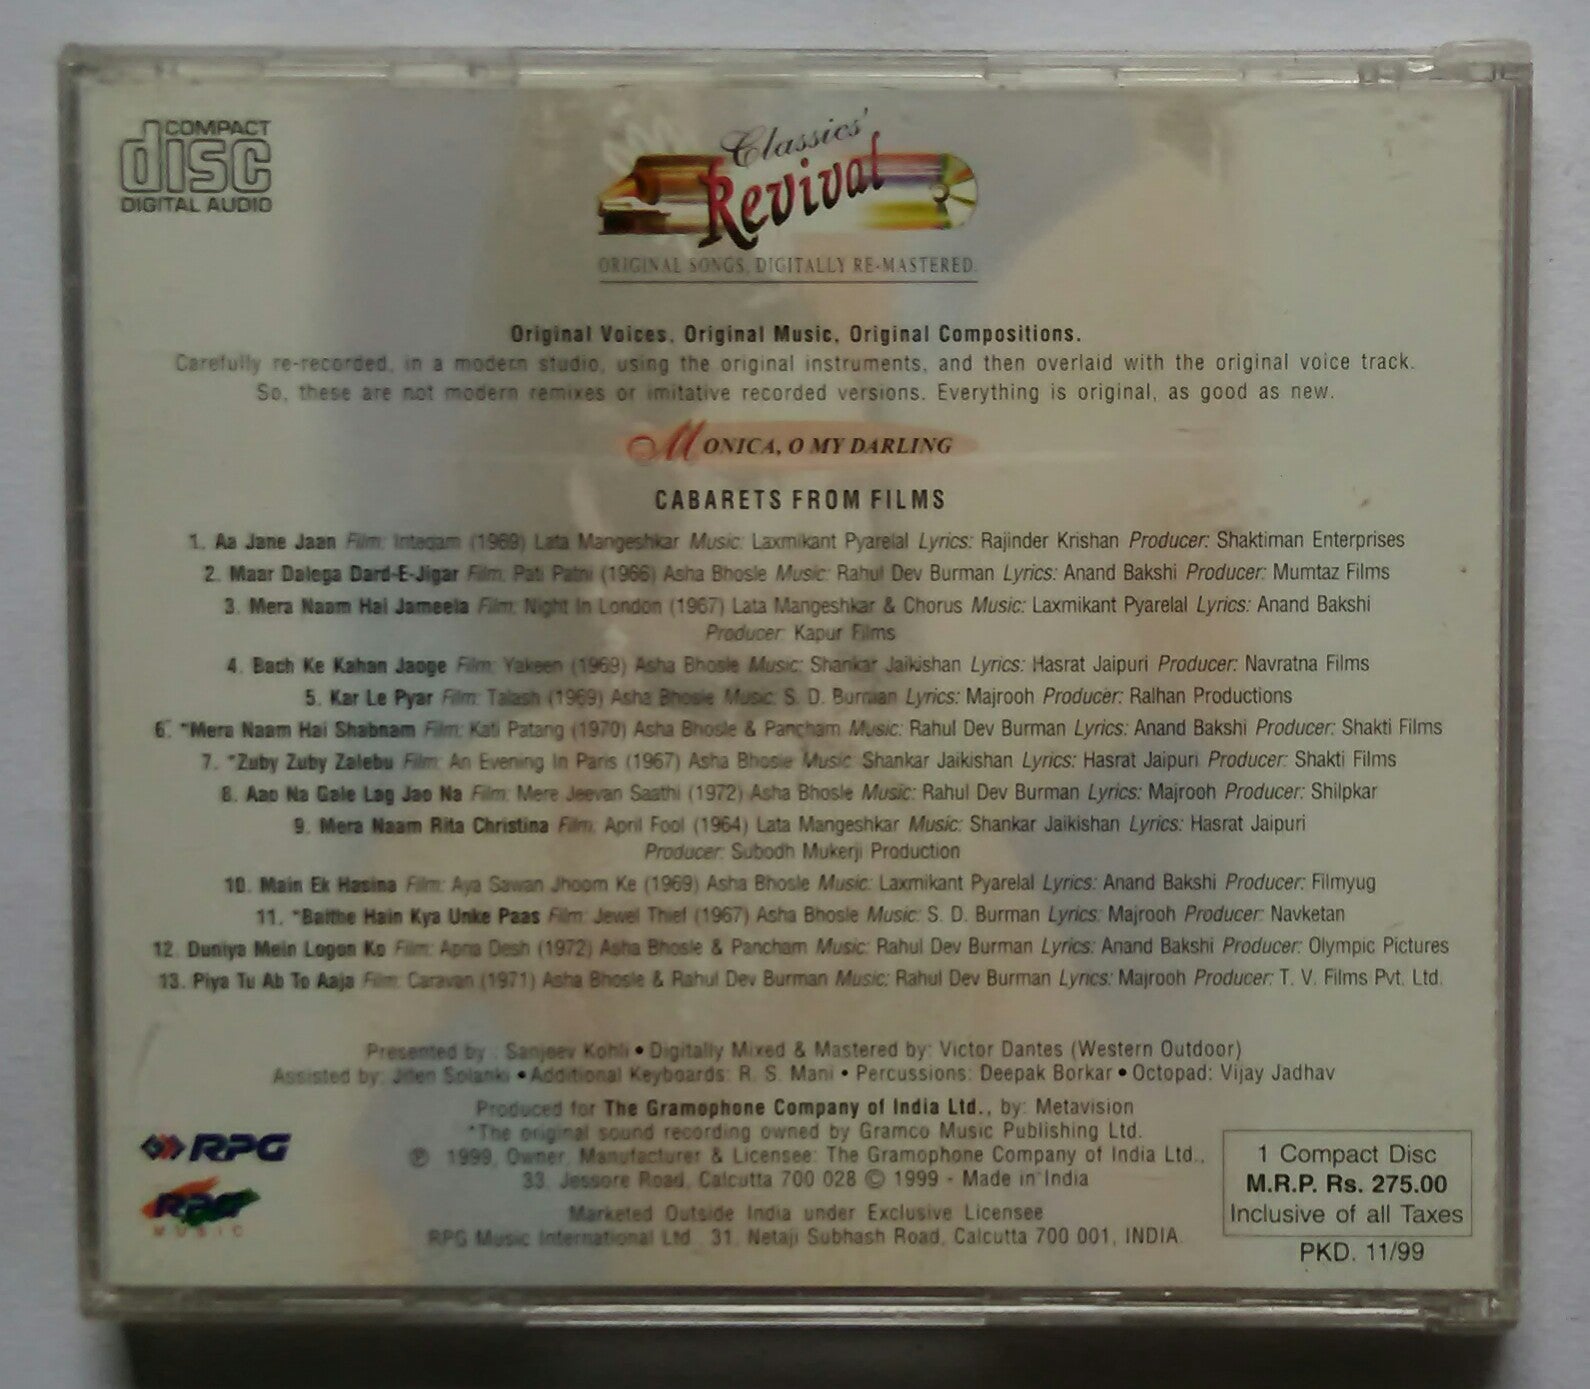 COMPACT
disc
DIGITAL AUDIO
Classics'
Revival
ORIGINAL SONGS, DIGITALLY RE-MASTERED.
Original Voices, Original Music, Original Compositions.
Carefully re-recorded, in a modern studio, using the original instruments, and then overlaid with the original voice track.
So, these are not modern remixes or imitative recorded versions. Everything is original, as good as new.
MONICA, O MY DARLING
CABARETS FROM FILMS
1. Aa Jane Jaan Film: Inteqam (1969) Lata Mangeshkar Music: Laxmikant Pyarelal Lyrics: Rajinder Krishan Producer: Shaktiman Enterprises
2. Maar Dalega Dard-E-Jigar Film: Pati Patni (1966) Asha Bhosle Music: Rahul Dev Burman Lyrics: Anand Bakshi Producer: Mumtaz Films
3. Mera Naam Hai Jameela Film: Night In London (1967) Lata Mangeshkar & Chorus Music: Laxmikant Pyarelal Lyrics: Anand Bakshi
Producer: Kapur Films
4. Bach Ke Kahan Jaoge Film: Yakeen (1969) Asha Bhosle Music: Shankar Jaikishan Lyrics: Hasrat Jaipuri Producer: Navratna Films
5. Kar Le Pyar Film: Talash (1969) Asha Bhosle Music: S. D. Burman Lyrics: Majrooh Producer: Ralhan Productions
6. *Mera Naam Hai Shabnam Film: Kati Patang (1970) Asha Bhosle & Pancham Music: Rahul Dev Burman Lyrics: Anand Bakshi Producer: Shakti Films
7. *Zuby Zuby Zalebu Film: An Evening In Paris (1967) Asha Bhosle Music: Shankar Jaikishan Lyrics: Hasrat Jaipuri Producer: Shakti Films
8. Aao Na Gale Lag Jao Na Film: Mere Jeevan Saathi (1972) Asha Bhosle Music: Rahul Dev Burman Lyrics: Majrooh Producer: Shilpkar
9. Mera Naam Rita Christina Film: April Fool (1964) Lata Mangeshkar Music: Shankar Jaikishan Lyrics: Hasrat Jaipuri
Producer: Subodh Mukerji Production
10. Main Ek Hasina Film: Aya Sawan Jhoom Ke (1969) Asha Bhosle Music: Laxmikant Pyarelal Lyrics: Anand Bakshi Producer: Filmyug
11. *Baithe Hain Kya Unke Paas Film: Jewel Thief (1967) Asha Bhosle Music: S. D. Burman Lyrics: Majrooh Producer: Navketan
12. Duniya Mein Logon Ko Film: Apna Desh (1972) Asha Bhosle & Pancham Music: Rahul Dev Burman Lyrics: Anand Bakshi Producer: Olympic Pictures
13. Piya Tu Ab To Aaja Film: Caravan (1971) Asha Bhosle & Rahul Dev Burman Music: Rahul Dev Burman Lyrics: Majrooh Producer: T. V. Films Pvt. Ltd.
Presented by : Sanjeev Kohli • Digitally Mixed & Mastered by: Victor Dantes (Western Outdoor)
Assisted by: Jiten Solanki • Additional Keyboards: R. S. Mani • Percussions: Deepak Borkar • Octopad: Vijay Jadhav
Produced for The Gramophone Company of India Ltd., by: Metavision
*The original sound recording owned by Gramco Music Publishing Ltd.
℗ 1999, Owner, Manufacturer & Licensee: The Gramophone Company of India Ltd.,
33, Jessore Road, Calcutta 700 028 © 1999 - Made in India
Marketed Outside India under Exclusive Licensee
RPG Music International Ltd. 31, Netaji Subhash Road, Calcutta 700 001, INDIA
RPG
RPG
MUSIC
1 Compact Disc
M.R.P. Rs. 275.00
Inclusive of all Taxes
PKD. 11/99